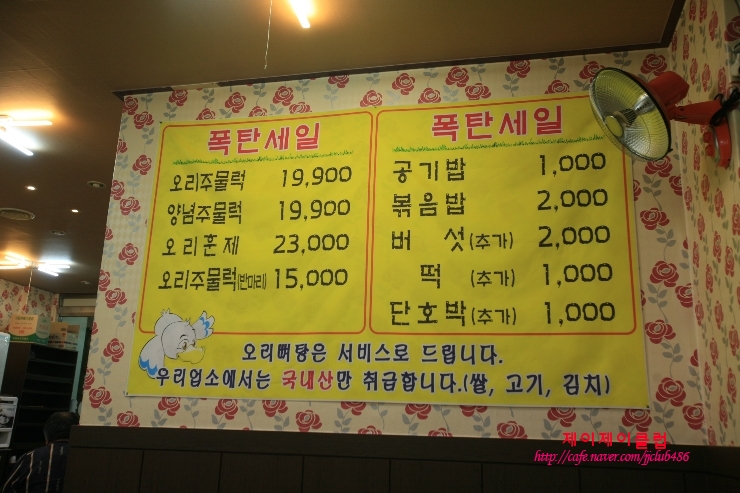 폭탄세일
오리주물럭 19,900
양념주물럭 19,900
오리훈제 23,000
오리주물럭(반마리) 15,000
폭탄세일
공기밥 1,000
볶음밥 2,000
버섯(추가) 2,000
떡 (추가) 1,000
단호박(추가) 1,000
오리뼈탕은 서비스로 드립니다.
우리업소에서는 국내산만 취급합니다.(쌀, 고기, 김치)
제이제이클럽
http://cafe.naver.com/jjclub486